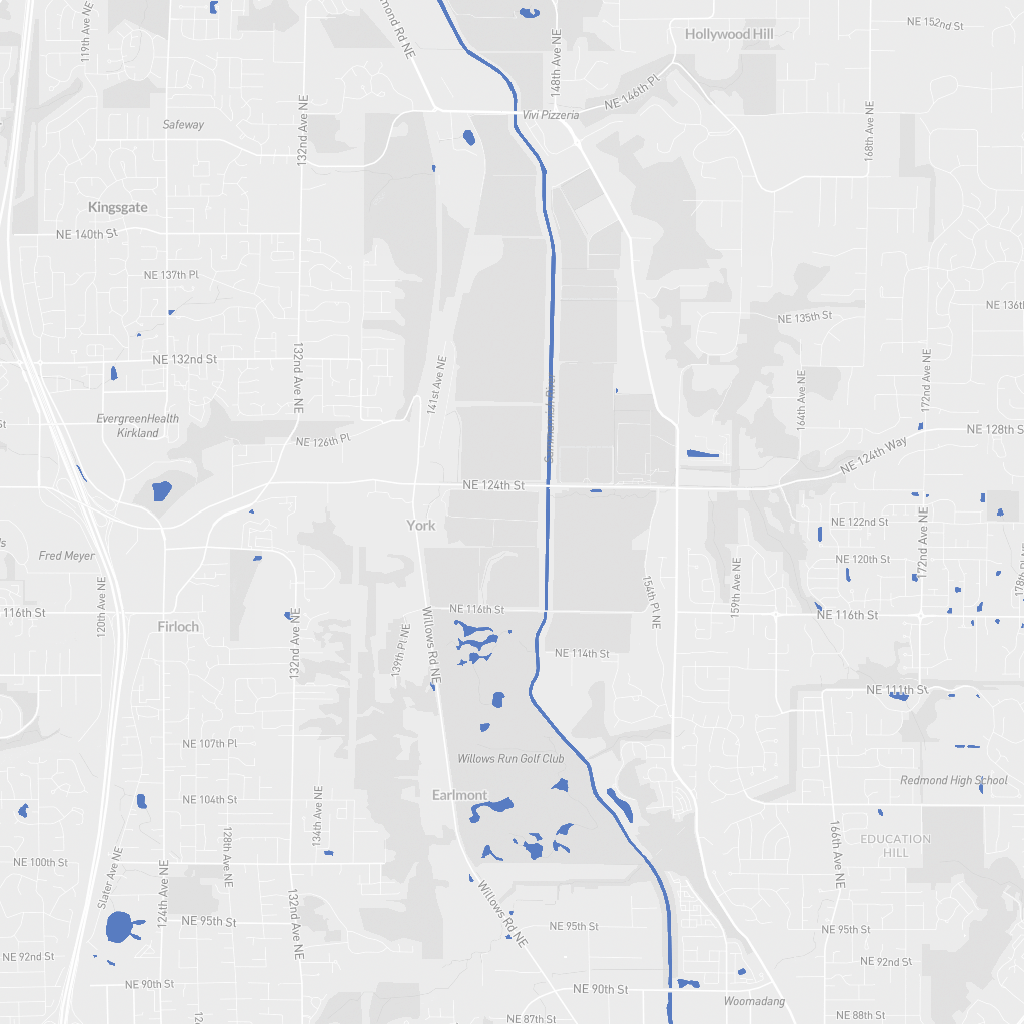 119th Ave NE
mond Rd NE
148th Ave NE
NE 152nd St
Hollywood Hill
NE 146th Pl
Vivi Pizzeria
Safeway
132nd Ave NE
168th Ave NE
Kingsgate
NE 140th St
NE 137th Pl
NE 136t
NE 135th St
NE 132nd St
132nd Ave NE
141st Ave NE
164th Ave NE
172nd Ave NE
EvergreenHealth
Kirkland
NE 126th Pl
Sammamish River
NE 128th S
St
NE 124th Way
NE 124th St
York
NE 122nd St
172nd Ave NE
Fred Meyer
NE 120th St
120th Ave NE
154th Pl NE
159th Ave NE
178th Pl NE
116th St
Firloch
132nd Ave NE
NE 116th St
NE 116th St
Willows Rd NE
139th Pl NE
NE 114th St
NE 111th St
NE 107th Pl
Willows Run Golf Club
Redmond High School
Earlmont
NE 104th St
134th Ave NE
128th Ave NE
166th Ave NE
EDUCATION
HILL
NE 100th St
Slater Ave NE
124th Ave NE
132nd Ave NE
NE 95th St
Willows Rd NE
NE 95th St
NE 95th St
NE 92nd St
NE 92nd St
NE 90th St
NE 90th St
Woomadang
NE 87th St
NE 88th St